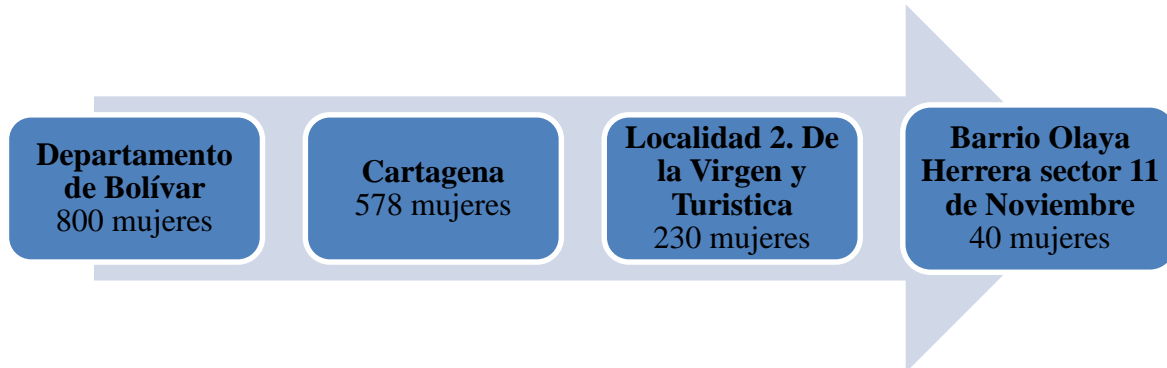 Departamento
de Bolívar
800 mujeres
Cartagena
578 mujeres
Localidad 2. De
la Virgen y
Turistica
230 mujeres
Barrio Olaya
Herrera sector 11
de Noviembre
40 mujeres